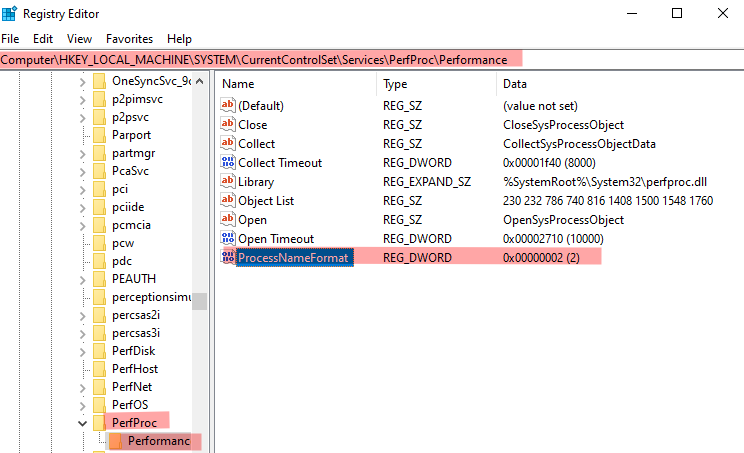 Registry Editor
File Edit View Favorites Help
Computer\HKEY_LOCAL_MACHINE\SYSTEM\CurrentControlSet\Services\PerfProc\Performance
OneSyncSvc_9c
p2pimsvc
p2psvc
Parport
partmgr
PcaSvc
pci
pciide
pcmcia
pcw
pdc
PEAUTH
perceptionsimu
percsas2i
percsas3i
PerfDisk
PerfHost
PerfNet
PerfOS
PerfProc
Performanc
Name Type Data
(Default) REG_SZ (value not set)
Close REG_SZ CloseSysProcessObject
Collect REG_SZ CollectSysProcessObjectData
Collect Timeout REG_DWORD 0x00001f40 (8000)
Library REG_EXPAND_SZ %SystemRoot%\System32\perfproc.dll
Object List REG_SZ 230 232 786 740 816 1408 1500 1548 1760
Open REG_SZ OpenSysProcessObject
Open Timeout REG_DWORD 0x00002710 (10000)
ProcessNameFormat REG_DWORD 0x00000002 (2)